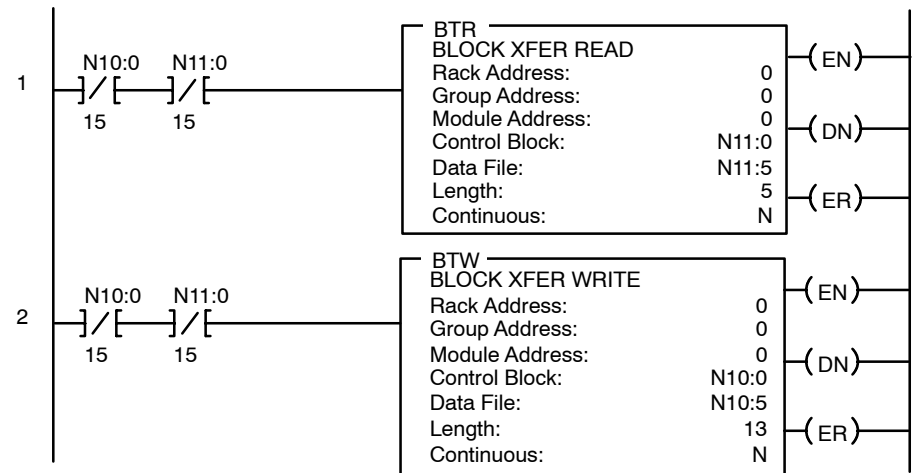 BTR
BLOCK XFER READ
N10:0 N11:0
EN
1
Rack Address: 0
Group Address: 0
15 15
Module Address: 0
DN
Control Block: N11:0
Data File: N11:5
Length: 5
ER
Continuous: N
BTW
BLOCK XFER WRITE
N10:0 N11:0
EN
2
Rack Address: 0
Group Address: 0
15 15
Module Address: 0
DN
Control Block: N10:0
Data File: N10:5
Length: 13
ER
Continuous: N